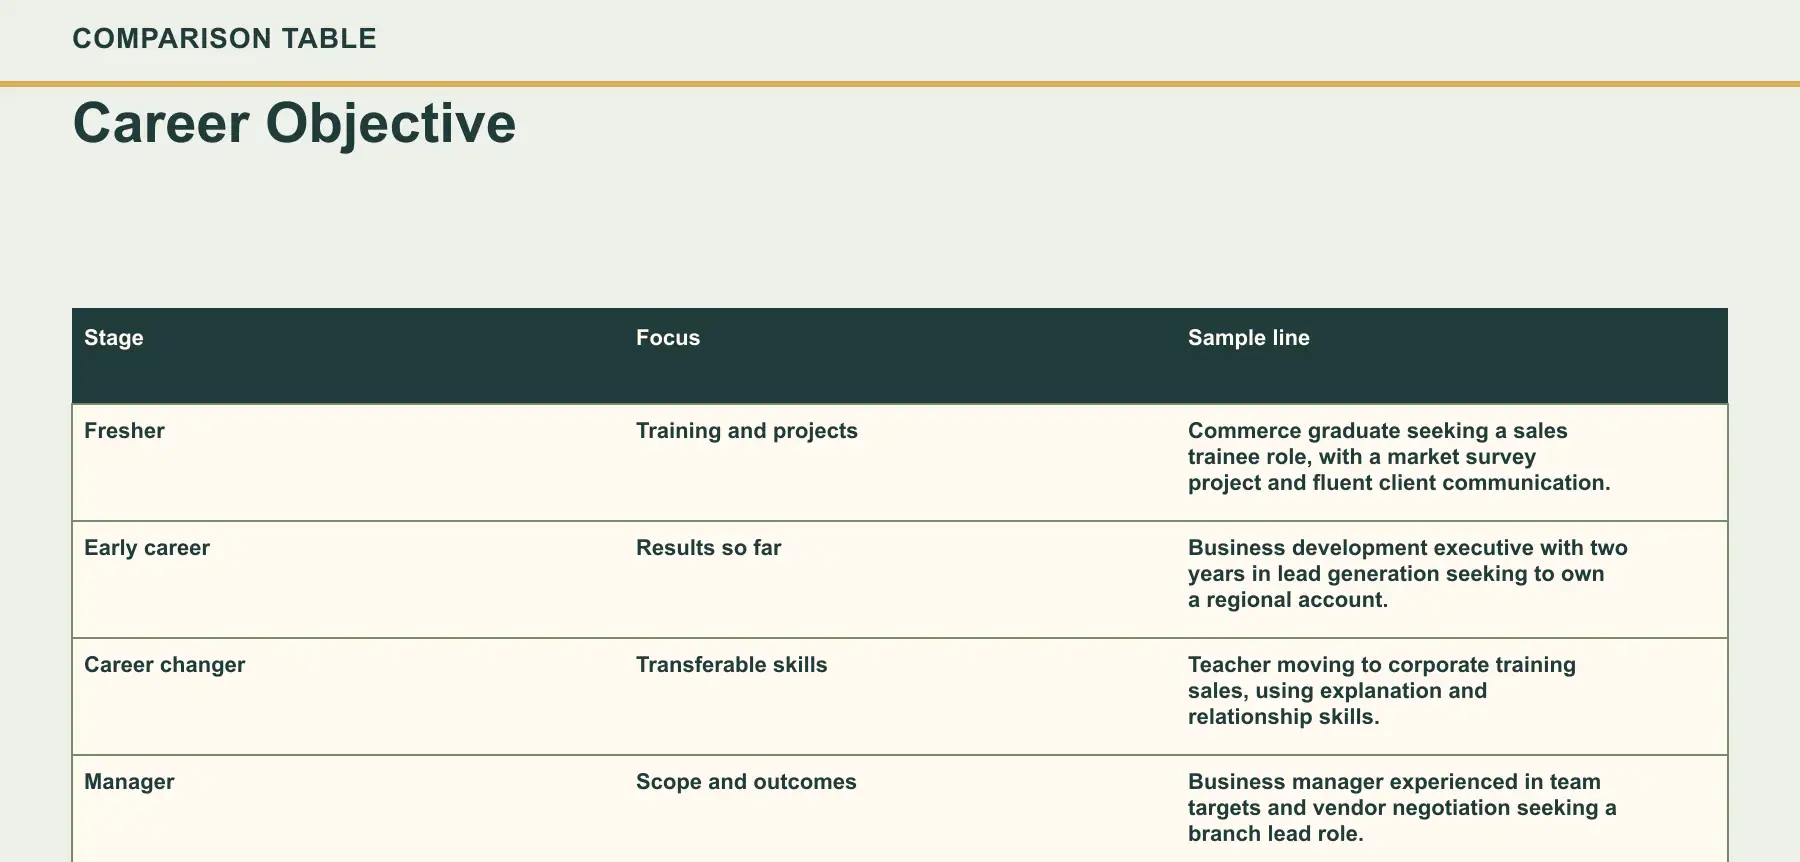 COMPARISON TABLE
Career Objective
Stage Focus Sample line
Fresher Training and projects Commerce graduate seeking a sales
trainee role, with a market survey
project and fluent client communication.
Early career Results so far Business development executive with two
years in lead generation seeking to own
a regional account.
Career changer Transferable skills Teacher moving to corporate training
sales, using explanation and
relationship skills.
Manager Scope and outcomes Business manager experienced in team
targets and vendor negotiation seeking a
branch lead role.